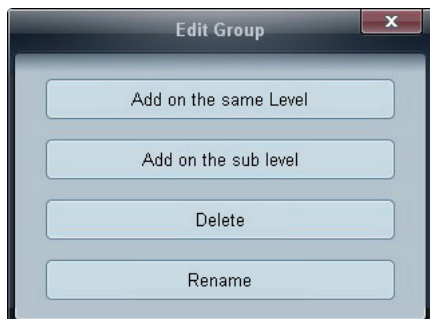 Edit Group
x
Add on the same Level
Add on the sub level
Delete
Rename